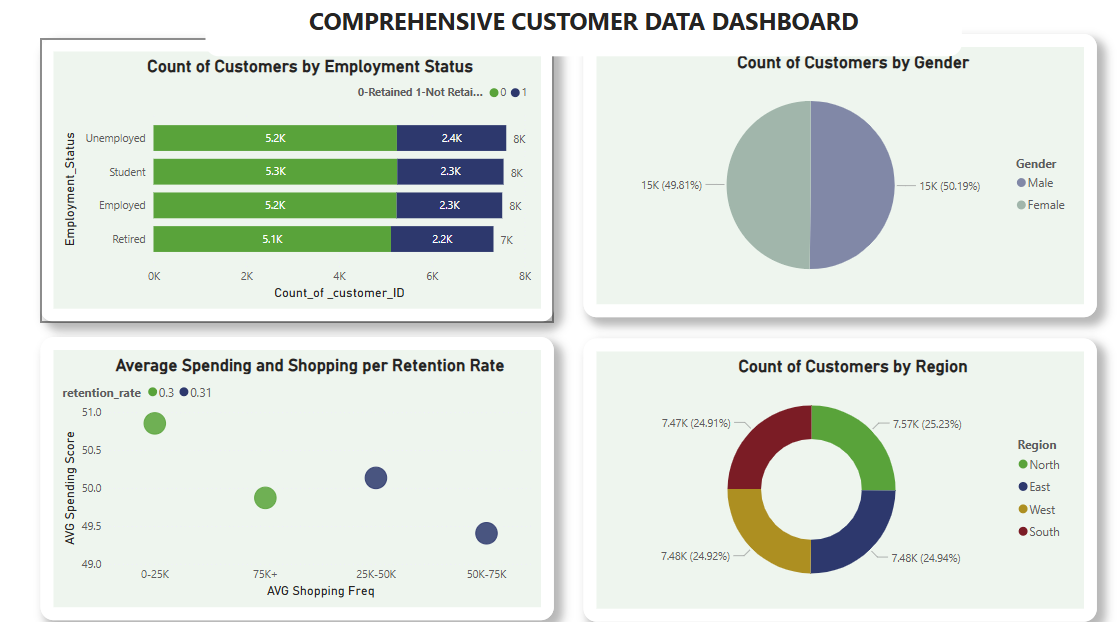 COMPREHENSIVE CUSTOMER DATA DASHBOARD
Count of Customers by Employment Status
0-Retained 1-Not Retai... 0 1
Employment_Status
Unemployed 5.2K 2.4K 8K
Student 5.3K 2.3K 8K
Employed 5.2K 2.3K 8K
Retired 5.1K 2.2K 7K
0K 2K 4K 6K 8K
Count_of _customer_ID
Count of Customers by Gender
15K (49.81%)
15K (50.19%)
Gender
Male
Female
Average Spending and Shopping per Retention Rate
retention_rate 0.3 0.31
AVG Spending Score
51.0
50.5
50.0
49.5
49.0
0-25K 75K+ 25K-50K 50K-75K
AVG Shopping Freq
Count of Customers by Region
7.47K (24.91%)
7.57K (25.23%)
7.48K (24.92%)
7.48K (24.94%)
Region
North
East
West
South